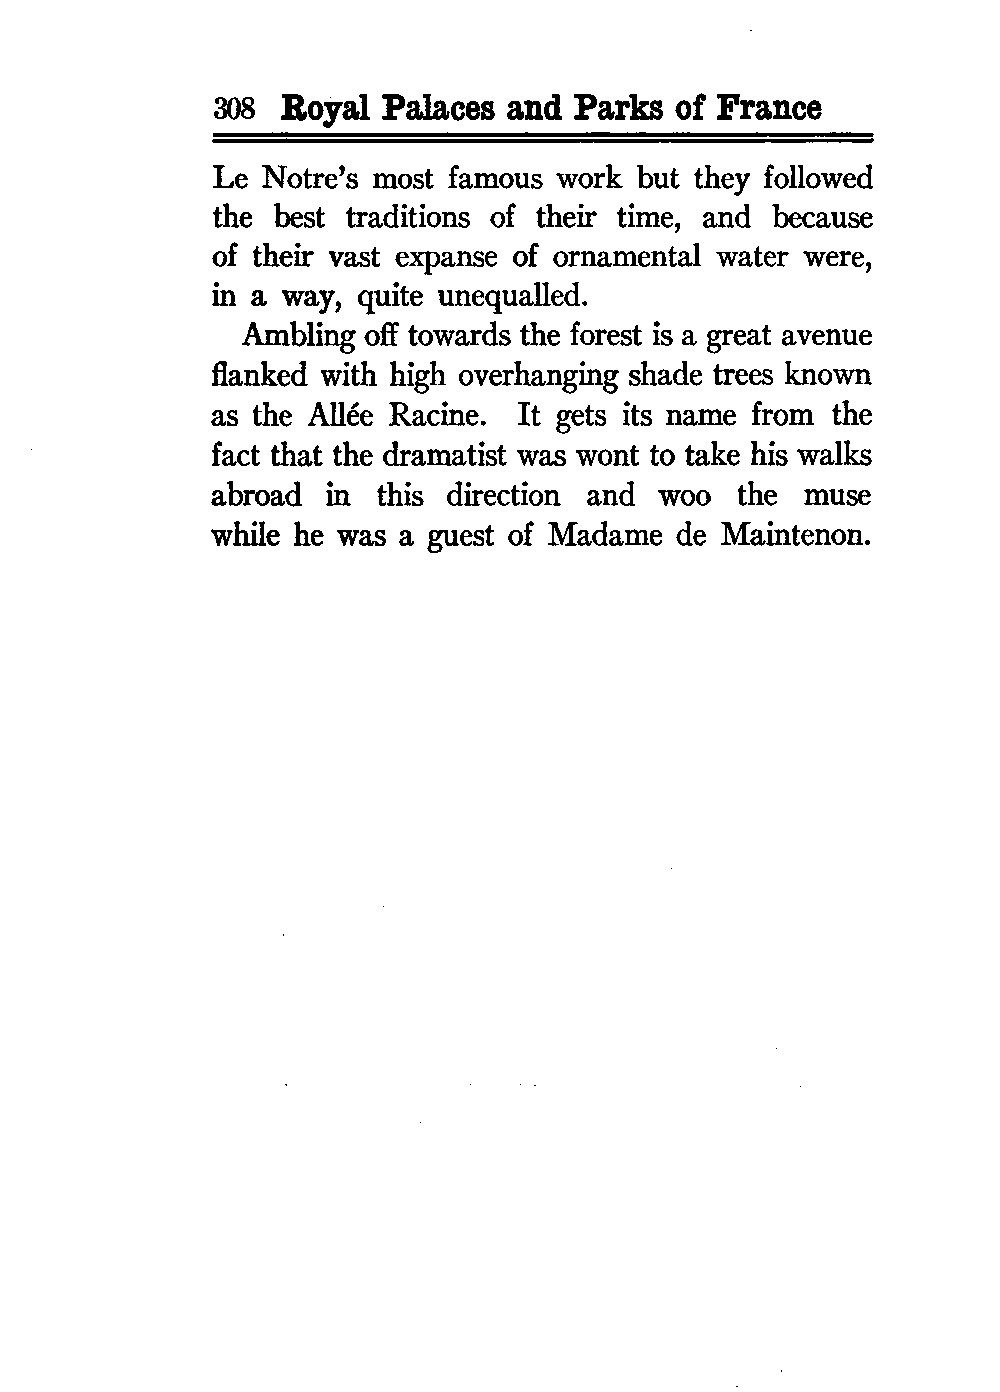 308 Royal Palaces and Parks of France
Le Notre's most famous work but they followed
the best traditions of their time, and because
of their vast expanse of ornamental water were,
in a way, quite unequalled.
Ambling off towards the forest is a great avenue
flanked with high overhanging shade trees known
as the Allée Racine. It gets its name from the
fact that the dramatist was wont to take his walks
abroad in this direction and woo the muse
while he was a guest of Madame de Maintenon.